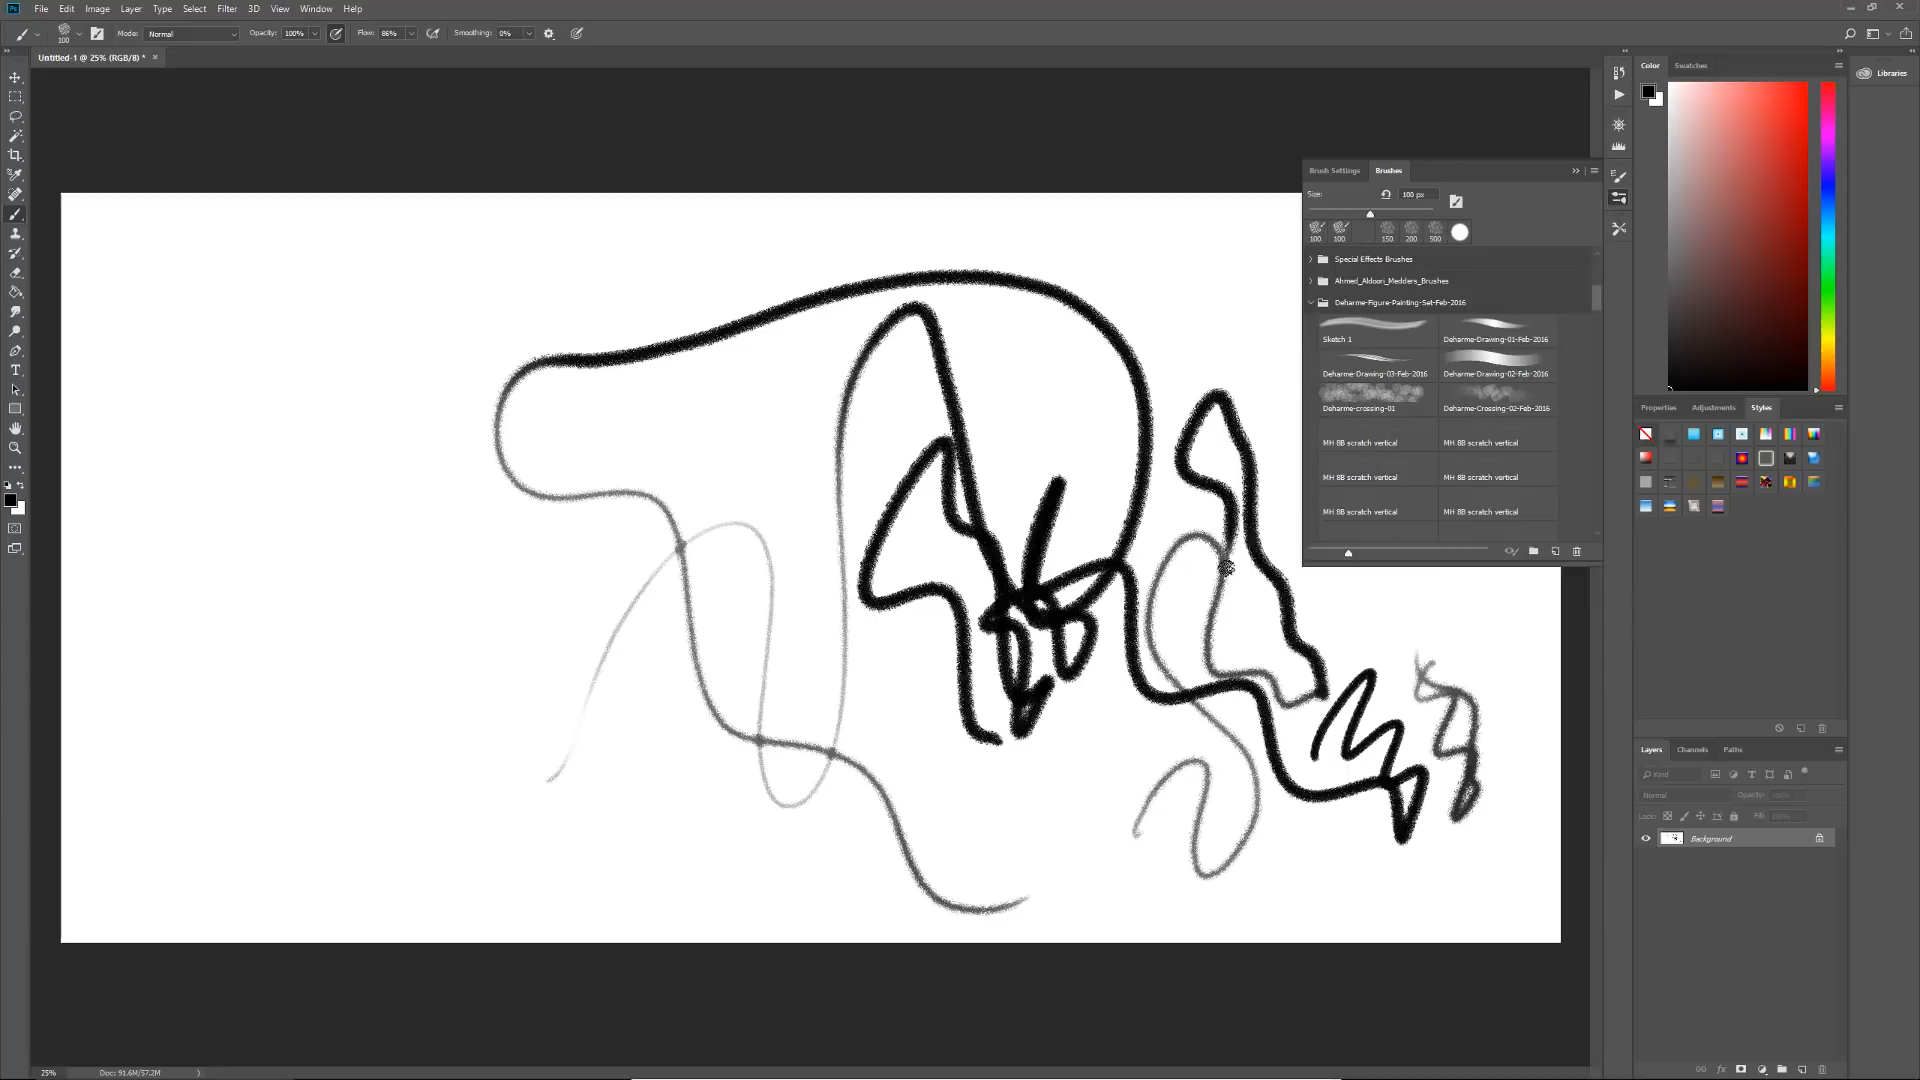 Ps File Edit Image Layer Type Select Filter 3D View Window Help
100 Mode: Normal Opacity: 100% Flow: 86% Smoothing: 0%
Untitled-1 @ 25% (RGB/8) * ×
Color Swatches
Libraries
Brush Settings Brushes
Size: 100 px
100 100 150 200 500
Special Effects Brushes
Ahmed_Aldoori_Medders_Brushes
Deharme-Figure-Painting-Set-Feb-2016
Sketch 1 Deharme-Drawing-01-Feb-2016
Deharme-Drawing-03-Feb-2016 Deharme-Drawing-02-Feb-2016
Deharme-crossing-01 Deharme-Crossing-02-Feb-2016
MH 8B scratch vertical MH 8B scratch vertical
MH 8B scratch vertical MH 8B scratch vertical
MH 8B scratch vertical MH 8B scratch vertical
Properties Adjustments Styles
Layers Channels Paths
Kind
Normal Opacity: 100%
Lock: Fill: 100%
Background
fx
25% Doc: 91.6M/57.2M